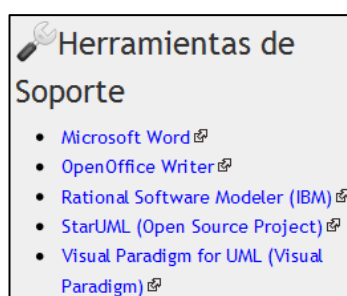 Herramientas de
Soporte
• Microsoft Word
• OpenOffice Writer
• Rational Software Modeler (IBM)
• StarUML (Open Source Project)
• Visual Paradigm for UML (Visual
Paradigm)